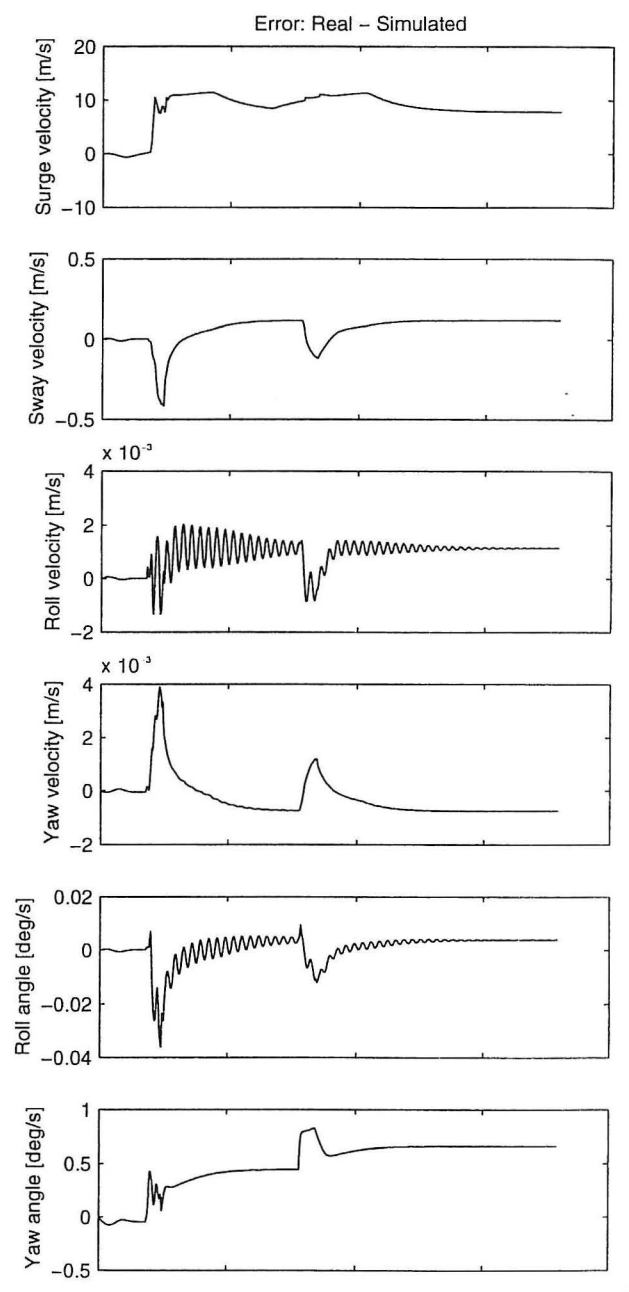 Error: Real – Simulated
Surge velocity [m/s]
20
10
0
−10
Sway velocity [m/s]
0.5
0
−0.5
x 10⁻³
Roll velocity [m/s]
4
2
0
−2
x 10⁻³
Yaw velocity [m/s]
4
2
0
−2
Roll angle [deg/s]
0.02
0
−0.02
−0.04
Yaw angle [deg/s]
1
0.5
0
−0.5